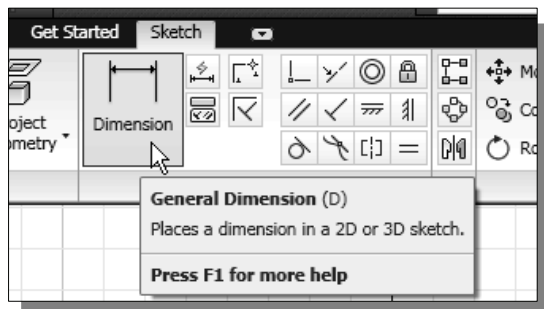 Get Started Sketch
Mo
oject
ometry
Dimension
Co
Ro
General Dimension (D)
Places a dimension in a 2D or 3D sketch.
Press F1 for more help